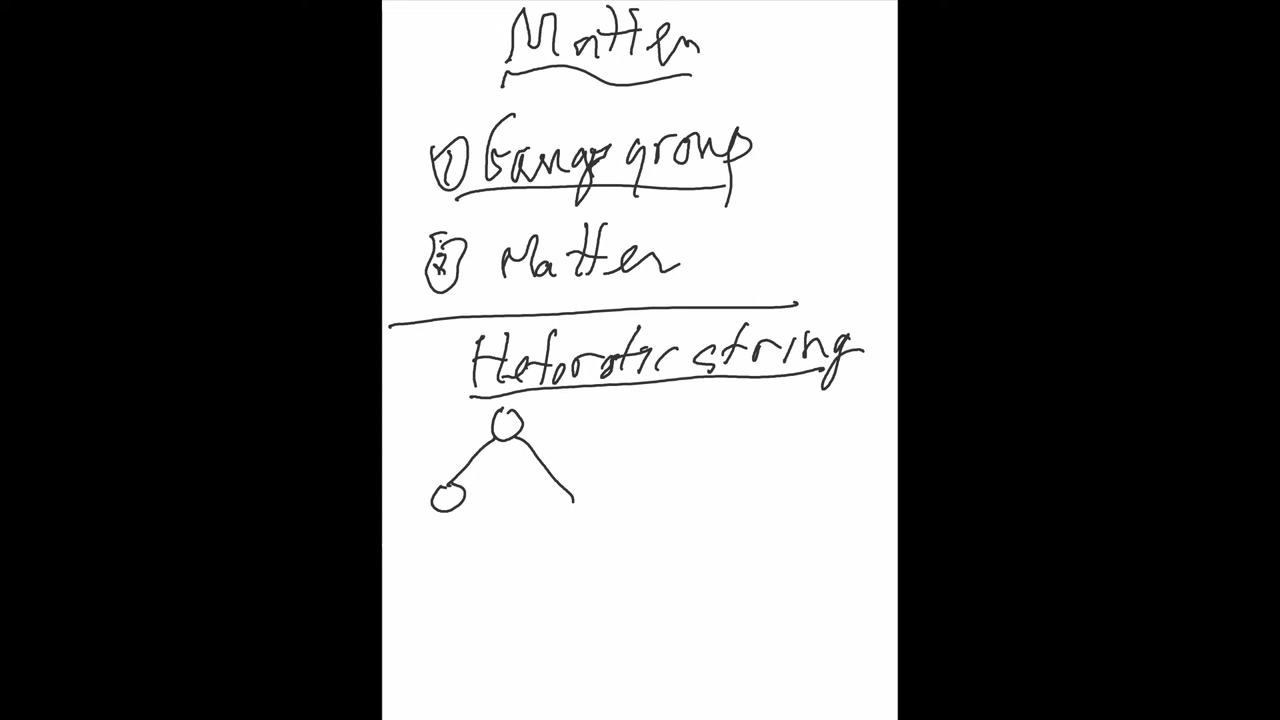 Matter
① Gauge group
② Matter
Heterotic string